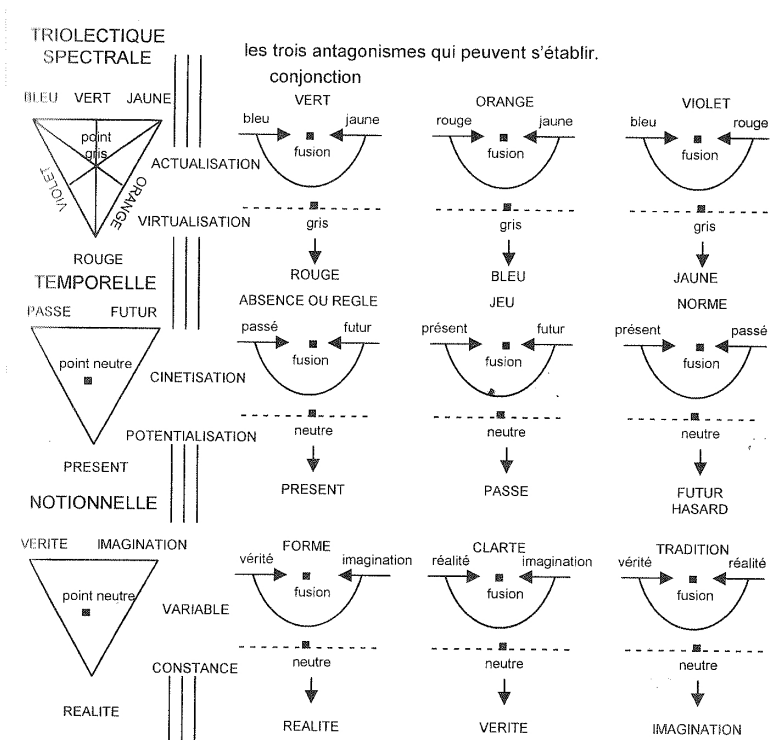 TRIOLECTIQUE
SPECTRALE
les trois antagonismes qui peuvent s'établir.
conjonction
BLEU VERT JAUNE
point
gris
VIOLET
ORANGE
ROUGE
ACTUALISATION
VIRTUALISATION
VERT
bleu jaune
fusion
gris
ROUGE
ORANGE
rouge jaune
fusion
gris
BLEU
VIOLET
bleu rouge
fusion
gris
JAUNE
TEMPORELLE
PASSE FUTUR
point neutre
PRESENT
CINETISATION
POTENTIALISATION
ABSENCE OU REGLE
passé futur
fusion
neutre
PRESENT
JEU
présent futur
fusion
neutre
PASSE
NORME
présent passé
fusion
neutre
FUTUR
HASARD
NOTIONNELLE
VERITE IMAGINATION
point neutre
REALITE
VARIABLE
CONSTANCE
FORME
vérité imagination
fusion
neutre
REALITE
CLARTE
réalité imagination
fusion
neutre
VERITE
TRADITION
vérité réalité
fusion
neutre
IMAGINATION